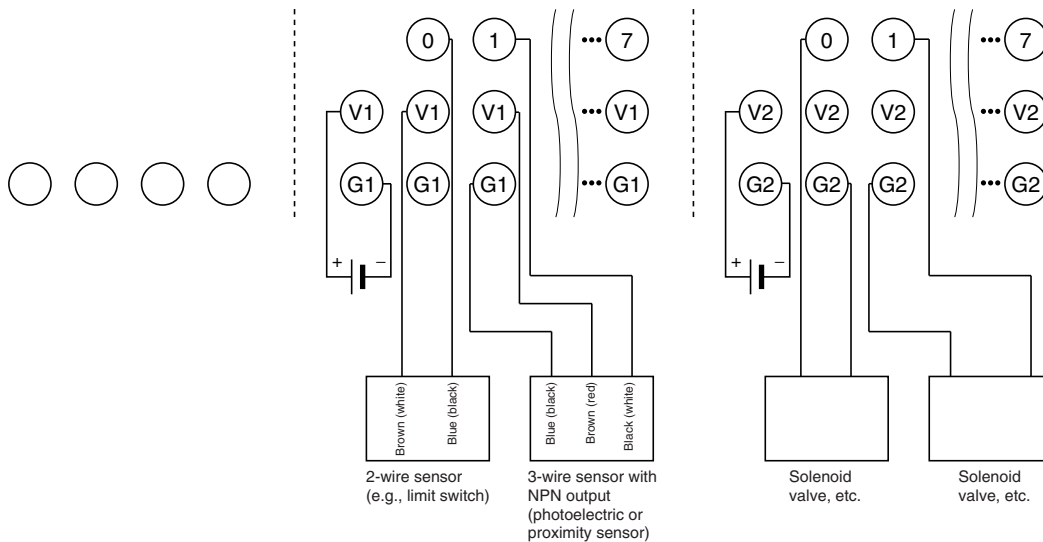 0 1 ••• 7
V1 V1 V1 ••• V1
G1 G1 G1 ••• G1
+ −
Brown (white)
Blue (black)
Blue (black)
Brown (red)
Black (white)
2-wire sensor
(e.g., limit switch)
3-wire sensor with
NPN output
(photoelectric or
proximity sensor)
0 1 ••• 7
V2 V2 V2 ••• V2
G2 G2 G2 ••• G2
+ −
Solenoid
valve, etc.
Solenoid
valve, etc.